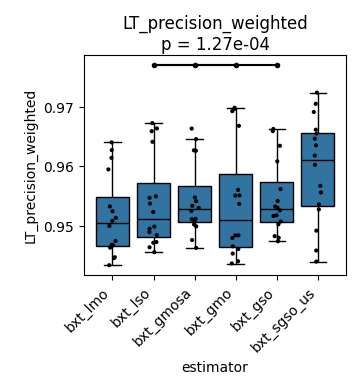 LT_precision_weighted
p = 1.27e-04
LT_precision_weighted
0.97
0.96
0.95
bxt_lmo
bxt_lso
bxt_gmosa
bxt_gmo
bxt_gso
bxt_sgso_us
estimator